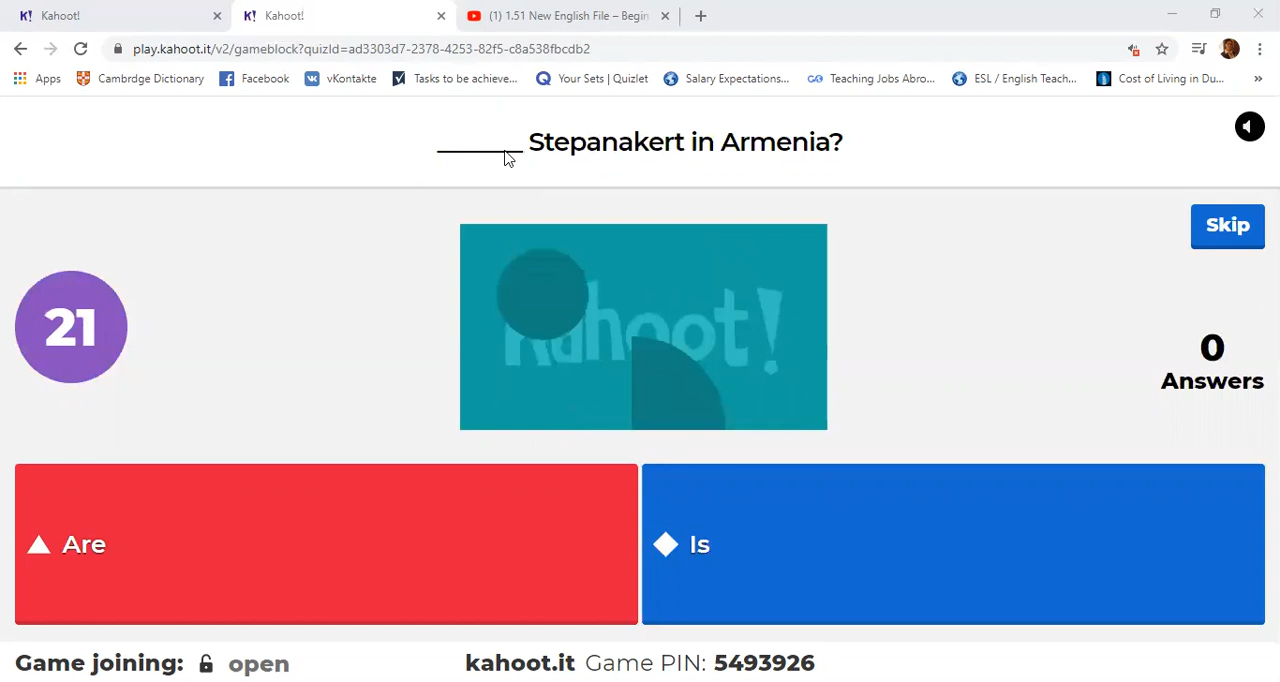 Kahoot!
Kahoot!
(1) 1.51 New English File – Begin
play.kahoot.it/v2/gameblock?quizId=ad3303d7-2378-4253-82f5-c8a538fbcdb2
Apps Cambrdge Dictionary Facebook vKontakte Tasks to be achieve... Your Sets | Quizlet Salary Expectations... Teaching Jobs Abro... ESL / English Teach... Cost of Living in Du... »
______ Stepanakert in Armenia?
Skip
21
Kahoot!
0
Answers
Are
Is
Game joining: open kahoot.it Game PIN: 5493926